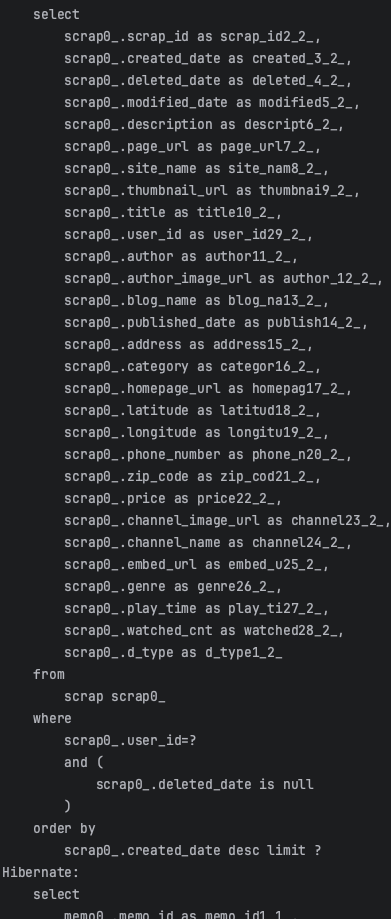 select
scrap0_.scrap_id as scrap_id2_2_,
scrap0_.created_date as created_3_2_,
scrap0_.deleted_date as deleted_4_2_,
scrap0_.modified_date as modified5_2_,
scrap0_.description as descript6_2_,
scrap0_.page_url as page_url7_2_,
scrap0_.site_name as site_nam8_2_,
scrap0_.thumbnail_url as thumbnai9_2_,
scrap0_.title as title10_2_,
scrap0_.user_id as user_id29_2_,
scrap0_.author as author11_2_,
scrap0_.author_image_url as author_12_2_,
scrap0_.blog_name as blog_na13_2_,
scrap0_.published_date as publish14_2_,
scrap0_.address as address15_2_,
scrap0_.category as categor16_2_,
scrap0_.homepage_url as homepag17_2_,
scrap0_.latitude as latitud18_2_,
scrap0_.longitude as longitu19_2_,
scrap0_.phone_number as phone_n20_2_,
scrap0_.zip_code as zip_cod21_2_,
scrap0_.price as price22_2_,
scrap0_.channel_image_url as channel23_2_,
scrap0_.channel_name as channel24_2_,
scrap0_.embed_url as embed_u25_2_,
scrap0_.genre as genre26_2_,
scrap0_.play_time as play_ti27_2_,
scrap0_.watched_cnt as watched28_2_,
scrap0_.d_type as d_type1_2_
from
scrap scrap0_
where
scrap0_.user_id=?
and (
scrap0_.deleted_date is null
)
order by
scrap0_.created_date desc limit ?
Hibernate:
select
memo0_.memo_id as memo_id1_1_